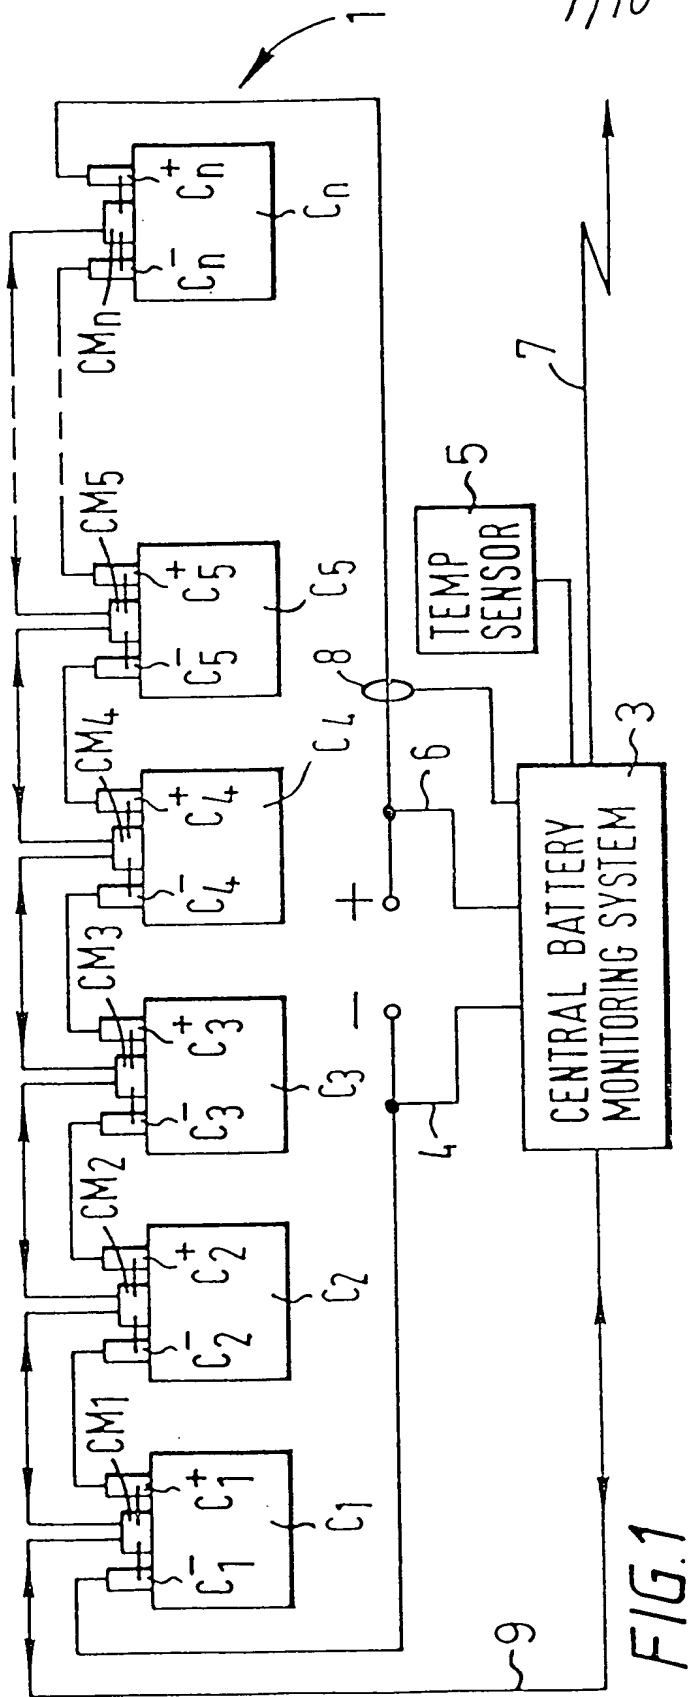 1/10
1
CM1
CM2
CM3
CM4
CM5
CMn
C1− C1+
C2− C2+
C3− C3+
C4− C4+
C5− C5+
Cn− Cn+
C1
C2
C3
C4
C5
Cn
− +
4
6
8
TEMP
SENSOR
5
7
CENTRAL BATTERY
MONITORING SYSTEM
3
9
FIG.1